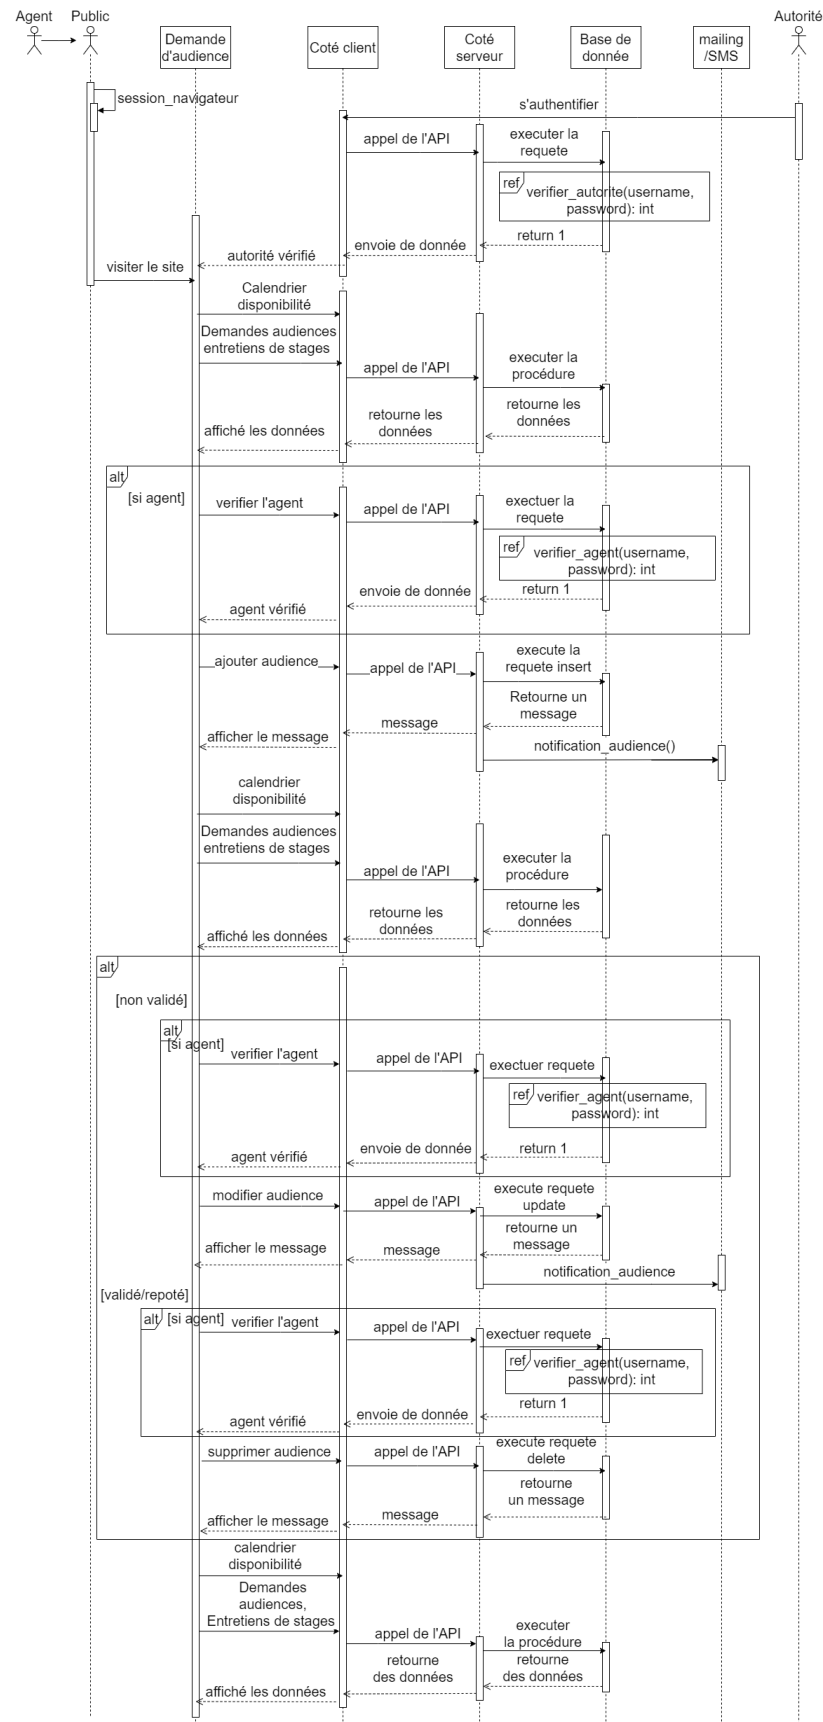 Agent
Public
Autorité
Demande
d'audience
Coté client
Coté
serveur
Base de
donnée
mailing
/SMS
session_navigateur
s'authentifier
appel de l'API
executer la
requete
ref
verifier_autorite(username,
password): int
return 1
envoie de donnée
autorité vérifié
visiter le site
Calendrier
disponibilité
Demandes audiences
entretiens de stages
appel de l'API
executer la
procédure
retourne les
données
retourne les
données
affiché les données
alt
[si agent]
verifier l'agent
appel de l'API
exectuer la
requete
ref
verifier_agent(username,
password): int
return 1
envoie de donnée
agent vérifié
ajouter audience
appel de l'API
execute la
requete insert
Retourne un
message
message
afficher le message
notification_audience()
calendrier
disponibilité
Demandes audiences
entretiens de stages
appel de l'API
executer la
procédure
retourne les
données
retourne les
données
affiché les données
alt
[non validé]
alt
[si agent]
verifier l'agent
appel de l'API
exectuer requete
ref
verifier_agent(username,
password): int
return 1
envoie de donnée
agent vérifié
modifier audience
appel de l'API
execute requete
update
retourne un
message
message
afficher le message
notification_audience
[validé/repoté]
alt
[si agent]
verifier l'agent
appel de l'API
exectuer requete
ref
verifier_agent(username,
password): int
return 1
envoie de donnée
agent vérifié
supprimer audience
appel de l'API
execute requete
delete
retourne
un message
message
afficher le message
calendrier
disponibilité
Demandes
audiences,
Entretiens de stages
appel de l'API
executer
la procédure
retourne
des données
retourne
des données
affiché les données